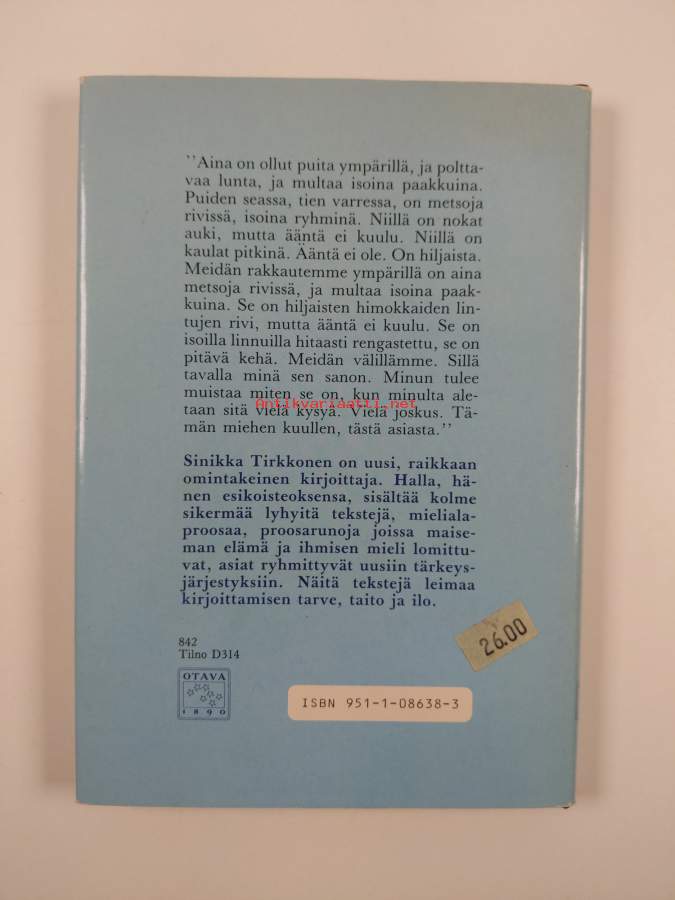 ''Aina on ollut puita ympärillä, ja poltta-
vaa lunta, ja multaa isoina paakkuina.
Puiden seassa, tien varressa, on metsoja
rivissä, isoina ryhminä. Niillä on nokat
auki, mutta ääntä ei kuulu. Niillä on
kaulat pitkinä. Ääntä ei ole. On hiljaista.
Meidän rakkautemme ympärillä on aina
metsoja rivissä, ja multaa isoina paak-
kuina. Se on hiljaisten himokkaiden lin-
tujen rivi, mutta ääntä ei kuulu. Se on
isoilla linnuilla hitaasti rengastettu, se on
pitävä kehä. Meidän välillämme. Sillä
tavalla minä sen sanon. Minun tulee
muistaa miten se on, kun minulta ale-
taan sitä vielä kysyä. Vielä joskus. Tä-
Antikvariaatti.net
män miehen kuullen, tästä asiasta.''
Sinikka Tirkkonen on uusi, raikkaan
omintakeinen kirjoittaja. Halla, hä-
nen esikoisteoksensa, sisältää kolme
sikermää lyhyitä tekstejä, mieliala-
proosaa, proosarunoja joissa maise-
man elämä ja ihmisen mieli lomittu-
vat, asiat ryhmittyvät uusiin tärkeys-
järjestyksiin. Näitä tekstejä leimaa
kirjoittamisen tarve, taito ja ilo.
26.00
842
Tilno D314
OTAVA
1890
ISBN 951-1-08638-3